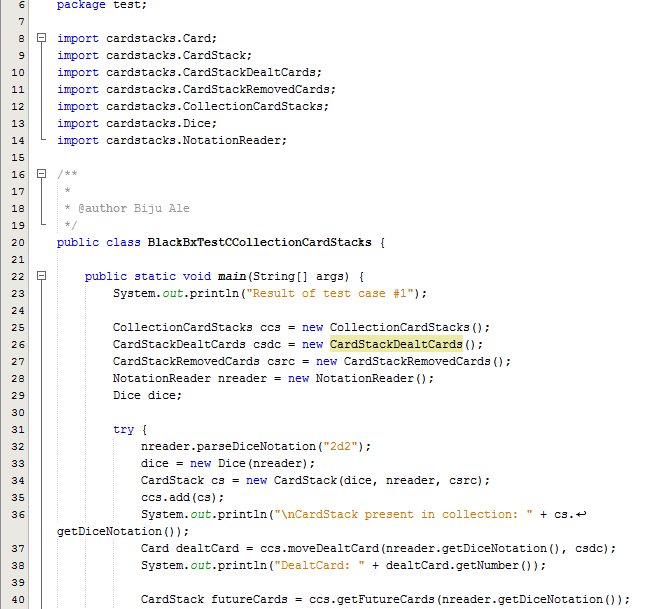 6 package test;
7
8 import cardstacks.Card;
9 import cardstacks.CardStack;
10 import cardstacks.CardStackDealtCards;
11 import cardstacks.CardStackRemovedCards;
12 import cardstacks.CollectionCardStacks;
13 import cardstacks.Dice;
14 import cardstacks.NotationReader;
15
16 /**
17 *
18 * @author Biju Ale
19 */
20 public class BlackBxTestCCollectionCardStacks {
21
22 public static void main(String[] args) {
23 System.out.println("Result of test case #1");
24
25 CollectionCardStacks ccs = new CollectionCardStacks();
26 CardStackDealtCards csdc = new CardStackDealtCards();
27 CardStackRemovedCards csrc = new CardStackRemovedCards();
28 NotationReader nreader = new NotationReader();
29 Dice dice;
30
31 try {
32 nreader.parseDiceNotation("2d2");
33 dice = new Dice(nreader);
34 CardStack cs = new CardStack(dice, nreader, csrc);
35 ccs.add(cs);
36 System.out.println("\nCardStack present in collection: " + cs.↩
getDiceNotation());
37 Card dealtCard = ccs.moveDealtCard(nreader.getDiceNotation(), csdc);
38 System.out.println("DealtCard: " + dealtCard.getNumber());
39
40 CardStack futureCards = ccs.getFutureCards(nreader.getDiceNotation());